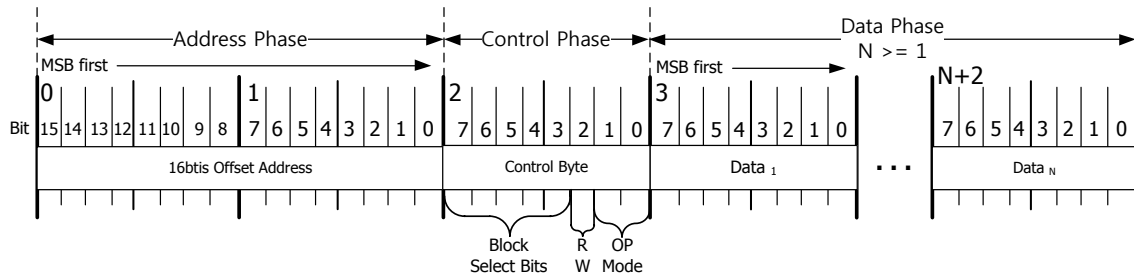 Address Phase Control Phase Data Phase
N >= 1
MSB first MSB first
0 1 2 3 N+2
Bit 15 14 13 12 11 10 9 8 7 6 5 4 3 2 1 0 7 6 5 4 3 2 1 0 7 6 5 4 3 2 1 0 7 6 5 4 3 2 1 0
16btis Offset Address Control Byte Data 1 ... Data N
Block R OP
Select Bits W Mode